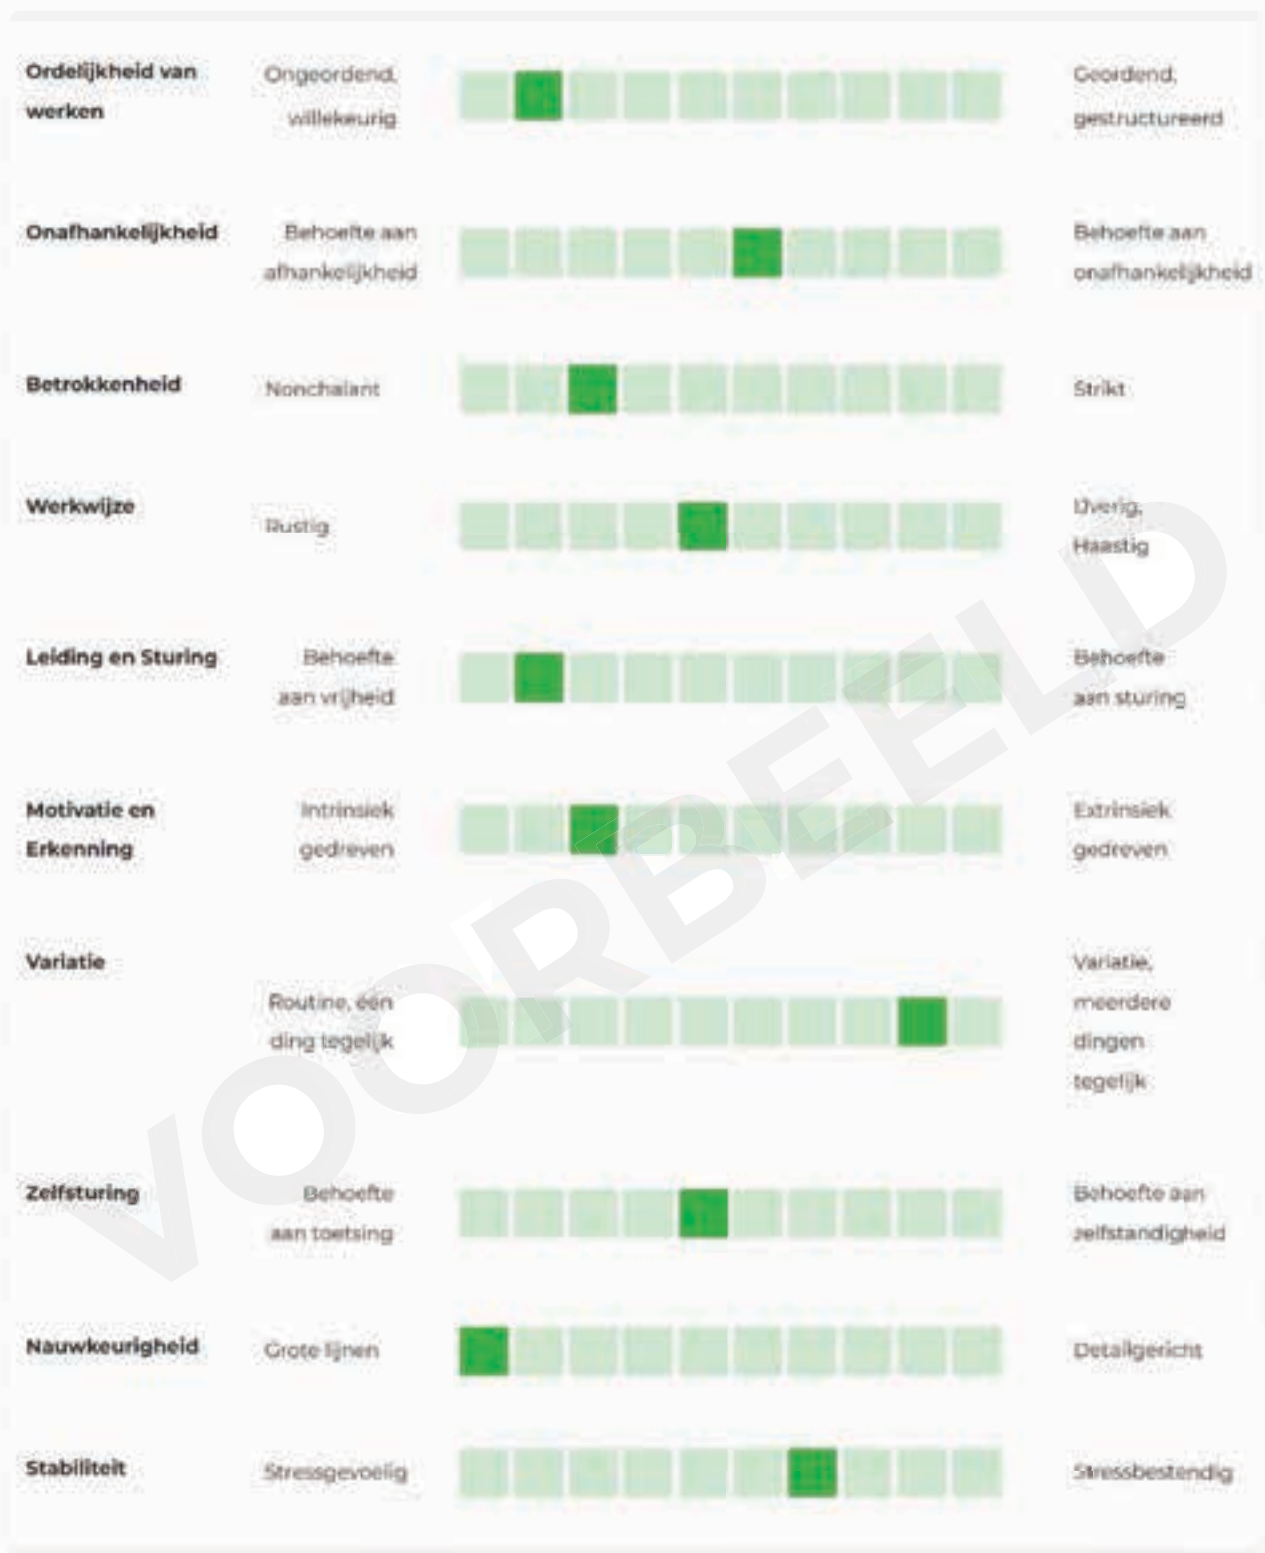 Ordelijkheid van
werken
Ongeordend,
willekeurig
Geordend,
gestructureerd
Onafhankelijkheid
Behoefte aan
afhankelijkheid
Behoefte aan
onafhankelijkheid
Betrokkenheid
Nonchalant
Strikt
Werkwijze
Rustig
IJverig,
Haastig
Leiding en Sturing
Behoefte
aan vrijheid
Behoefte
aan sturing
Motivatie en
Erkenning
Intrinsiek
gedreven
Extrinsiek
gedreven
Variatie
Routine, één
ding tegelijk
Variatie,
meerdere
dingen
tegelijk
Zelfsturing
Behoefte
aan toetsing
Behoefte aan
zelfstandigheid
Nauwkeurigheid
Grote lijnen
Detailgericht
Stabiliteit
Stressgevoelig
Stressbestendig
VOORBEELD